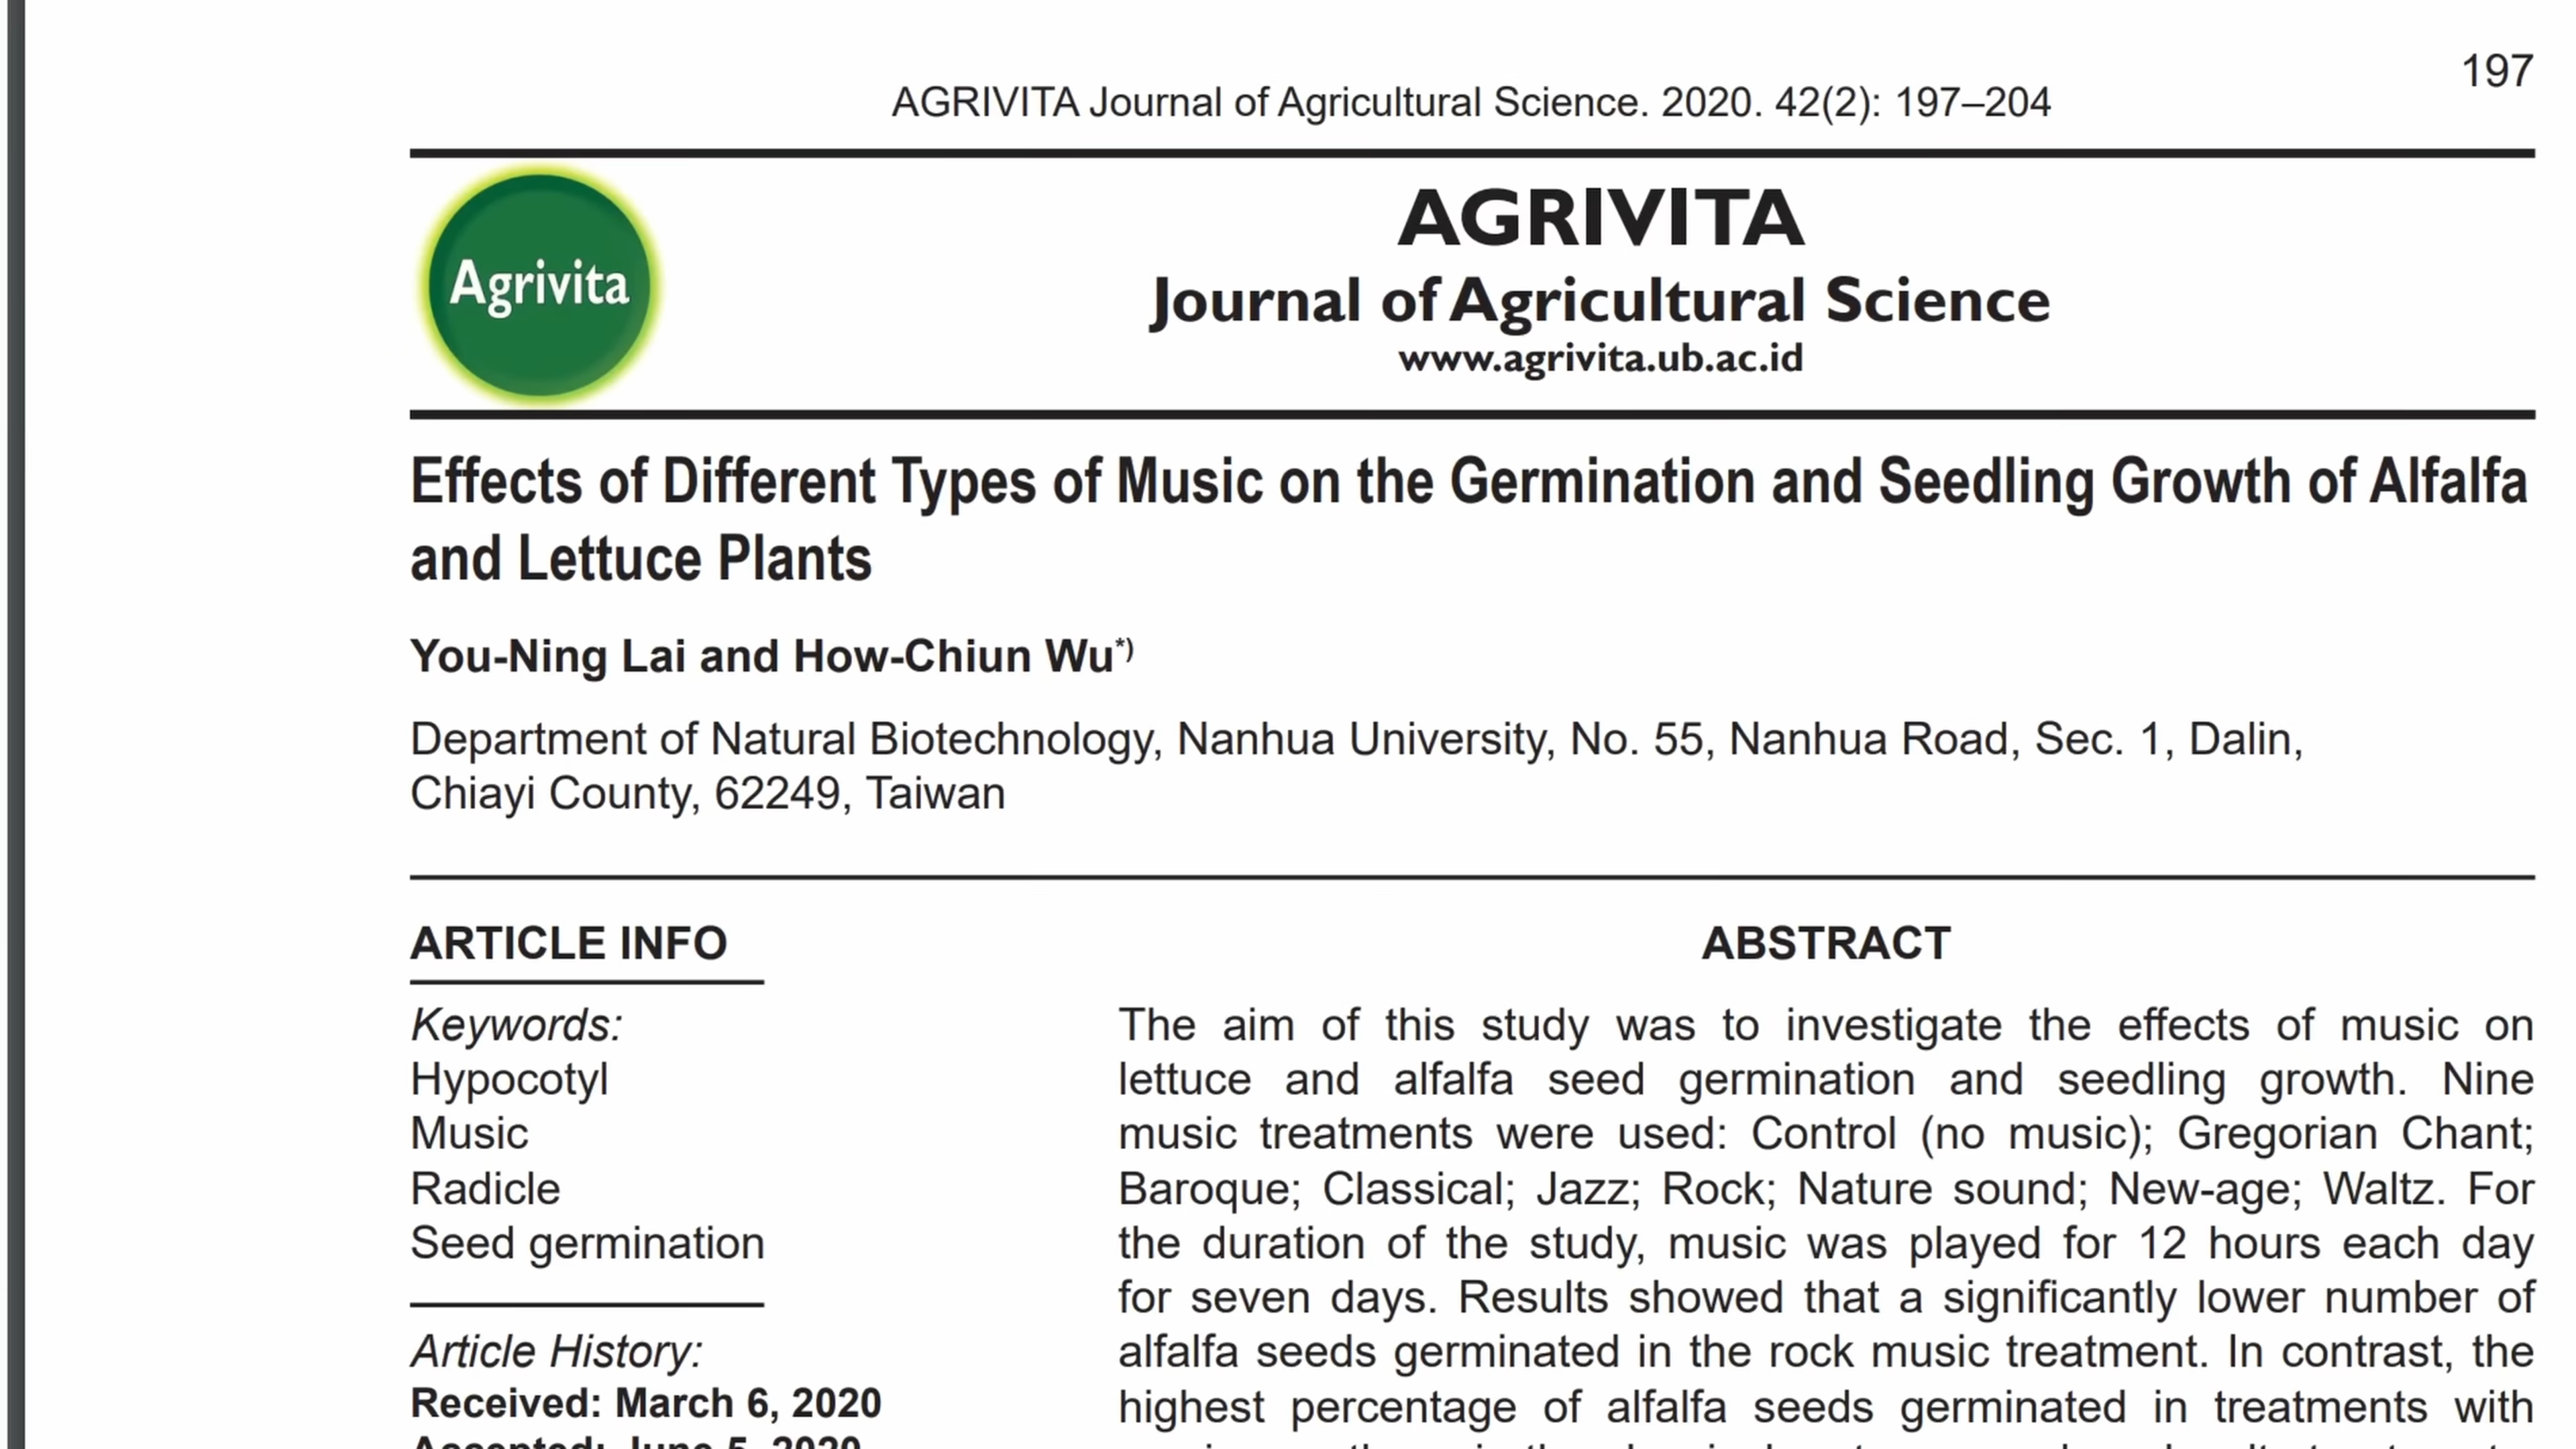 197
AGRIVITA Journal of Agricultural Science. 2020. 42(2): 197–204
Agrivita
AGRIVITA
Journal of Agricultural Science
www.agrivita.ub.ac.id
Effects of Different Types of Music on the Germination and Seedling Growth of Alfalfa
and Lettuce Plants
You-Ning Lai and How-Chiun Wu*)
Department of Natural Biotechnology, Nanhua University, No. 55, Nanhua Road, Sec. 1, Dalin,
Chiayi County, 62249, Taiwan
ARTICLE INFO
Keywords:
Hypocotyl
Music
Radicle
Seed germination
Article History:
Received: March 6, 2020
Accepted: June 5, 2020
ABSTRACT
The aim of this study was to investigate the effects of music on
lettuce and alfalfa seed germination and seedling growth. Nine
music treatments were used: Control (no music); Gregorian Chant;
Baroque; Classical; Jazz; Rock; Nature sound; New-age; Waltz. For
the duration of the study, music was played for 12 hours each day
for seven days. Results showed that a significantly lower number of
alfalfa seeds germinated in the rock music treatment. In contrast, the
highest percentage of alfalfa seeds germinated in treatments with